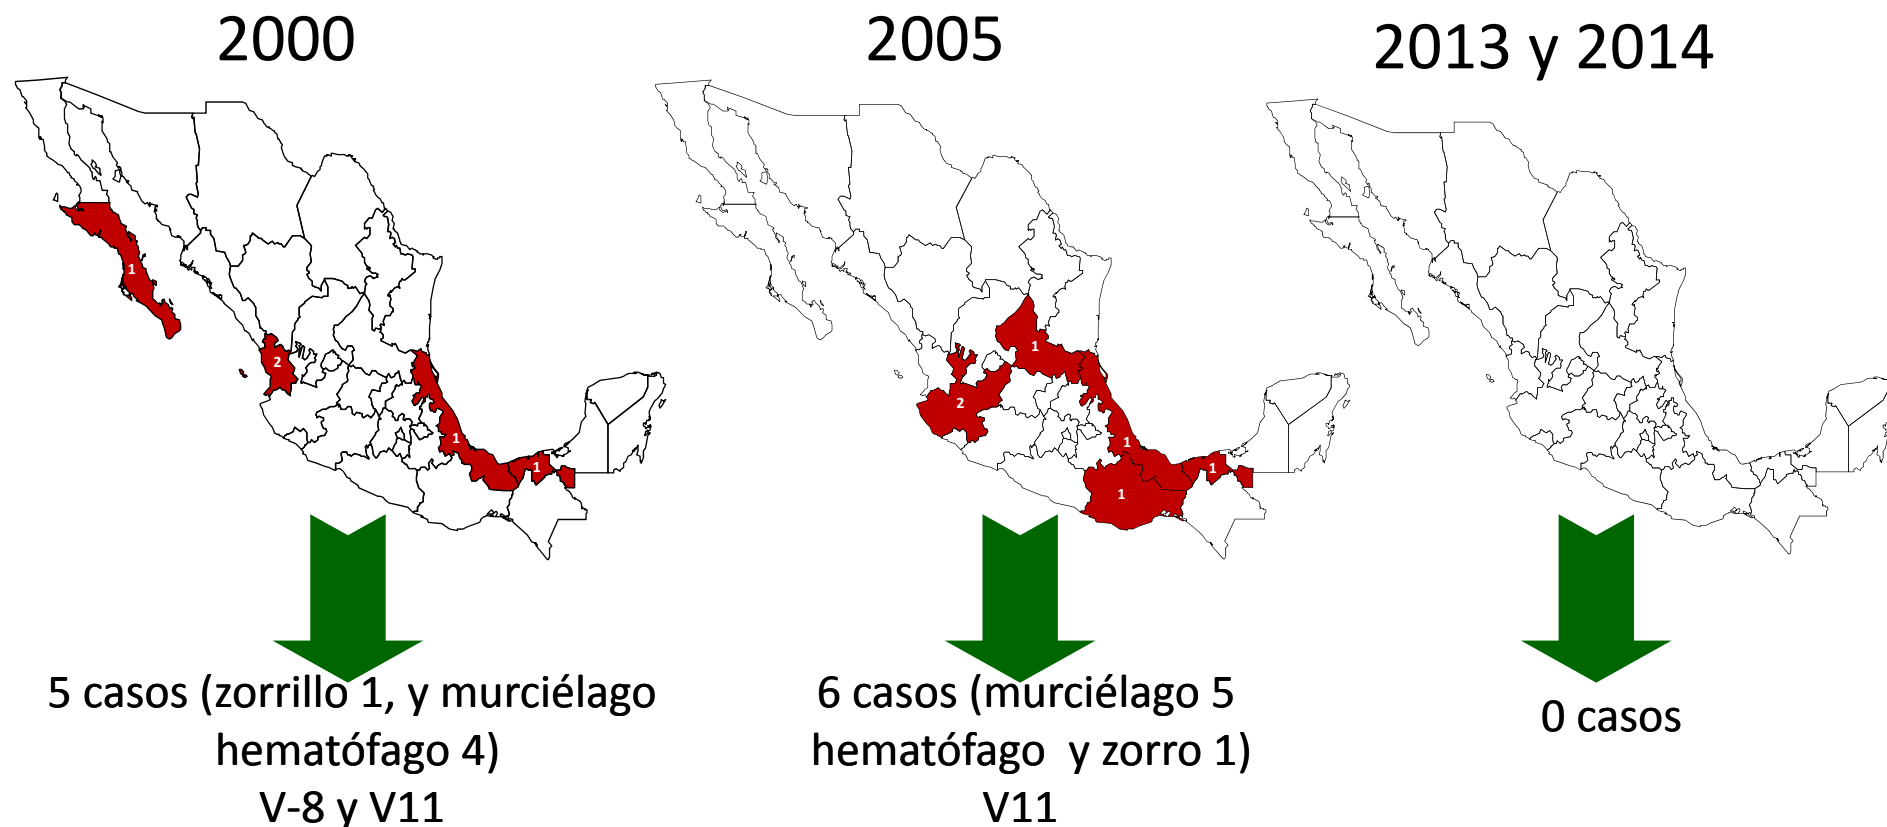 2000
2005
2013 y 2014
1
2
1
1
1
2
1
1
1
5 casos (zorrillo 1, y murciélago
hematófago 4)
V-8 y V11
6 casos (murciélago 5
hematófago  y zorro 1)
V11
0 casos